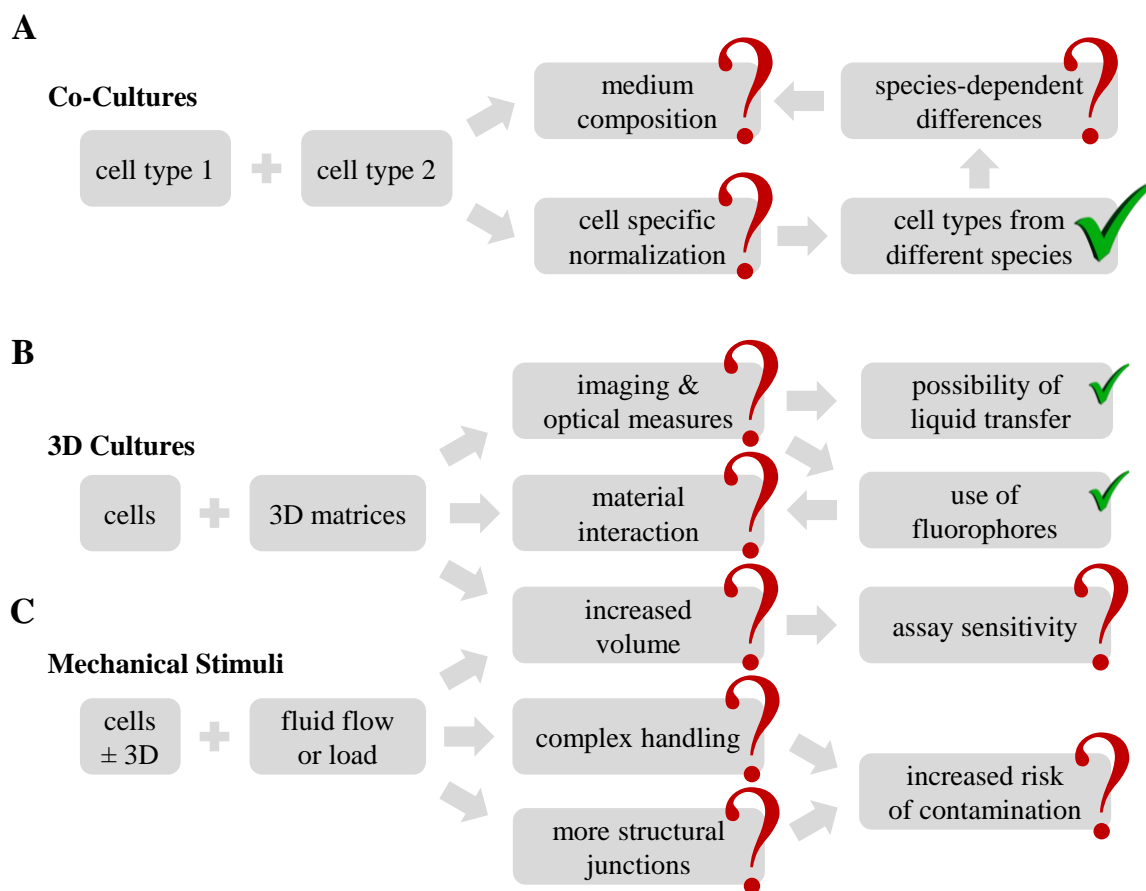 A
Co-Cultures
cell type 1
cell type 2
medium
composition
species-dependent
differences
cell specific
normalization
cell types from
different species
B
3D Cultures
cells
3D matrices
imaging &
optical measures
possibility of
liquid transfer
material
interaction
use of
fluorophores
increased
volume
assay sensitivity
C
Mechanical Stimuli
cells
± 3D
fluid flow
or load
complex handling
increased risk
of contamination
more structural
junctions